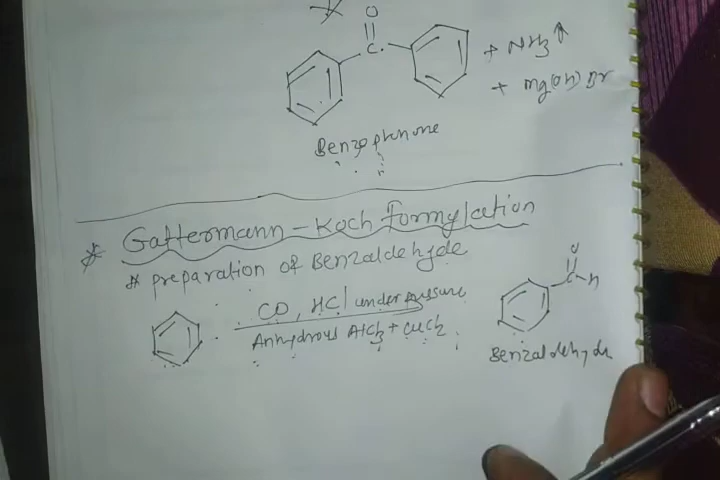 O
C
+ NH3↑
+ Mg(OH)Br
Benzophenone
* Gattermann - Koch Formylation
# preparation of Benzaldehyde
CO, HCl under pressure
Anhydrous AlCl3 + CuCl2
O
C-H
Benzaldehyde